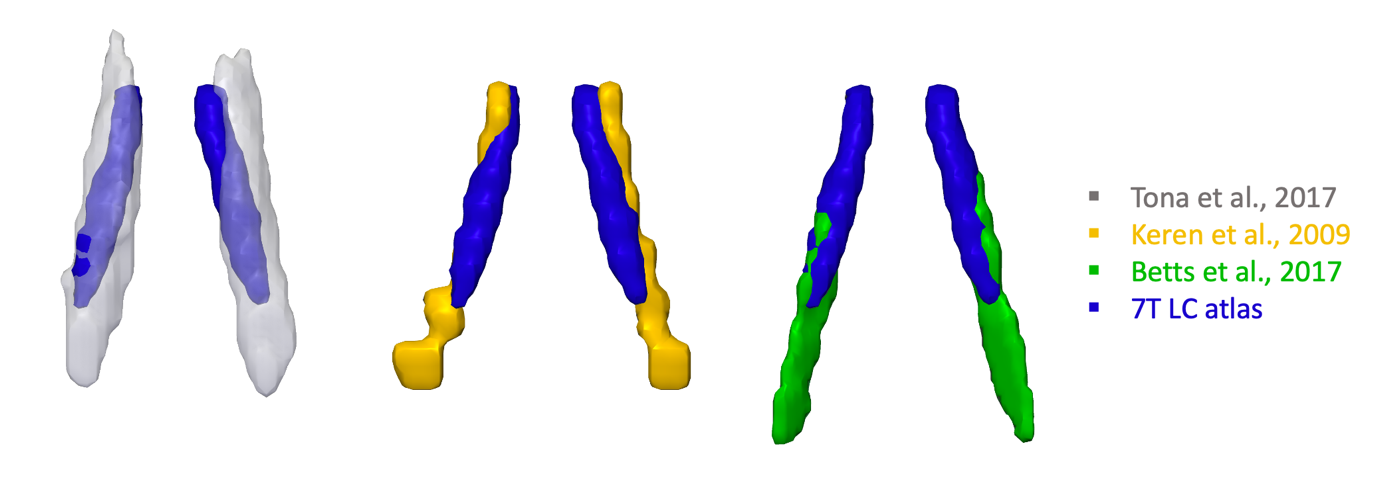 Tona et al., 2017
Keren et al., 2009
Betts et al., 2017
7T LC atlas